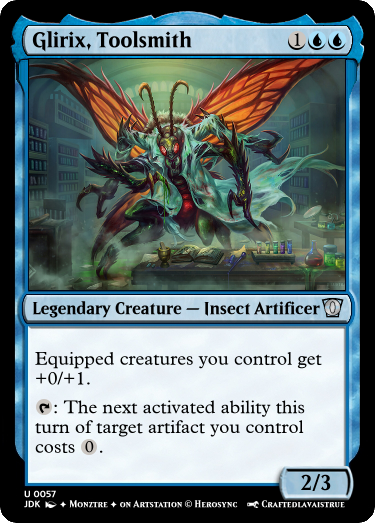 Glirix, Toolsmith 1
Legendary Creature — Insect Artificer
Equipped creatures you control get
+0/+1.
: The next activated ability this
turn of target artifact you control
costs 0.
2/3
U 0057
JDK Monztre ✦ on ArtStation © Herosync Craftedlavaistrue